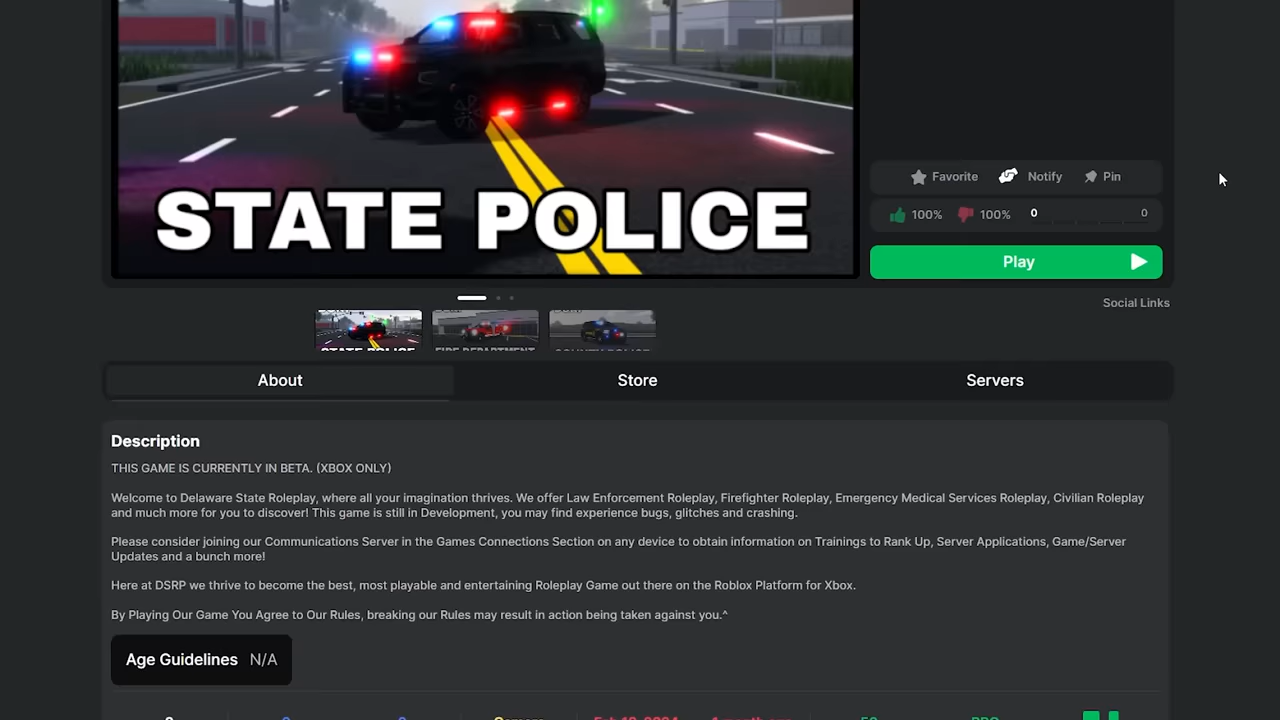 STATE POLICE
Favorite Notify Pin
100% 100% 0 0
Play
Social Links
STATE POLICE FIRE DEPARTMENT COUNTY POLICE
About Store Servers
Description
THIS GAME IS CURRENTLY IN BETA. (XBOX ONLY)
Welcome to Delaware State Roleplay, where all your imagination thrives. We offer Law Enforcement Roleplay, Firefighter Roleplay, Emergency Medical Services Roleplay, Civilian Roleplay
and much more for you to discover! This game is still in Development, you may find experience bugs, glitches and crashing.
Please consider joining our Communications Server in the Games Connections Section on any device to obtain information on Trainings to Rank Up, Server Applications, Game/Server
Updates and a bunch more!
Here at DSRP we thrive to become the best, most playable and entertaining Roleplay Game out there on the Roblox Platform for Xbox.
By Playing Our Game You Agree to Our Rules, breaking our Rules may result in action being taken against you.^
Age Guidelines N/A